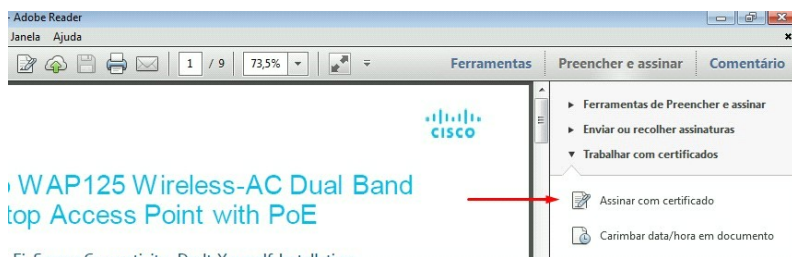 - Adobe Reader
Janela Ajuda
1 / 9 73,5%
Ferramentas Preencher e assinar Comentário
Ferramentas de Preencher e assinar
Enviar ou recolher assinaturas
Trabalhar com certificados
Assinar com certificado
Carimbar data/hora em documento
CISCO
WAP125 Wireless-AC Dual Band
top Access Point with PoE